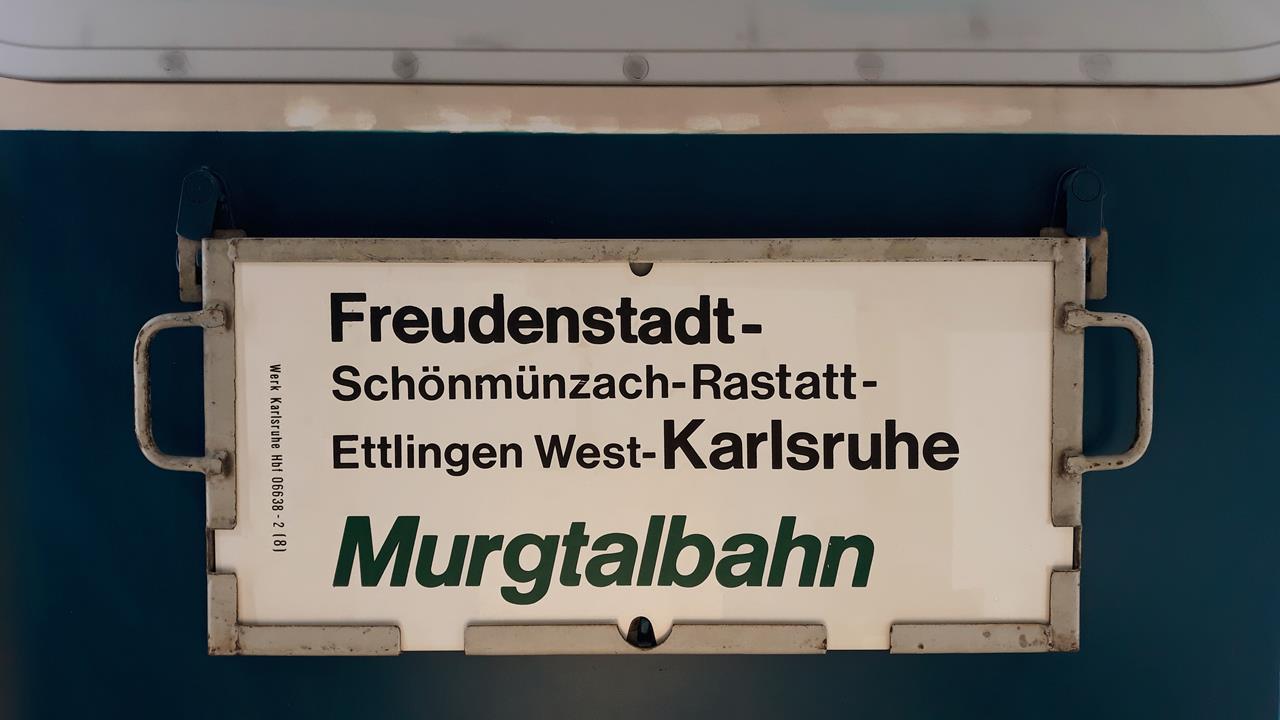 Freudenstadt-
Schönmünzach-Rastatt-
Ettlingen West-Karlsruhe
Murgtalbahn
Werk Karlsruhe Hbf 06638-2 (8)